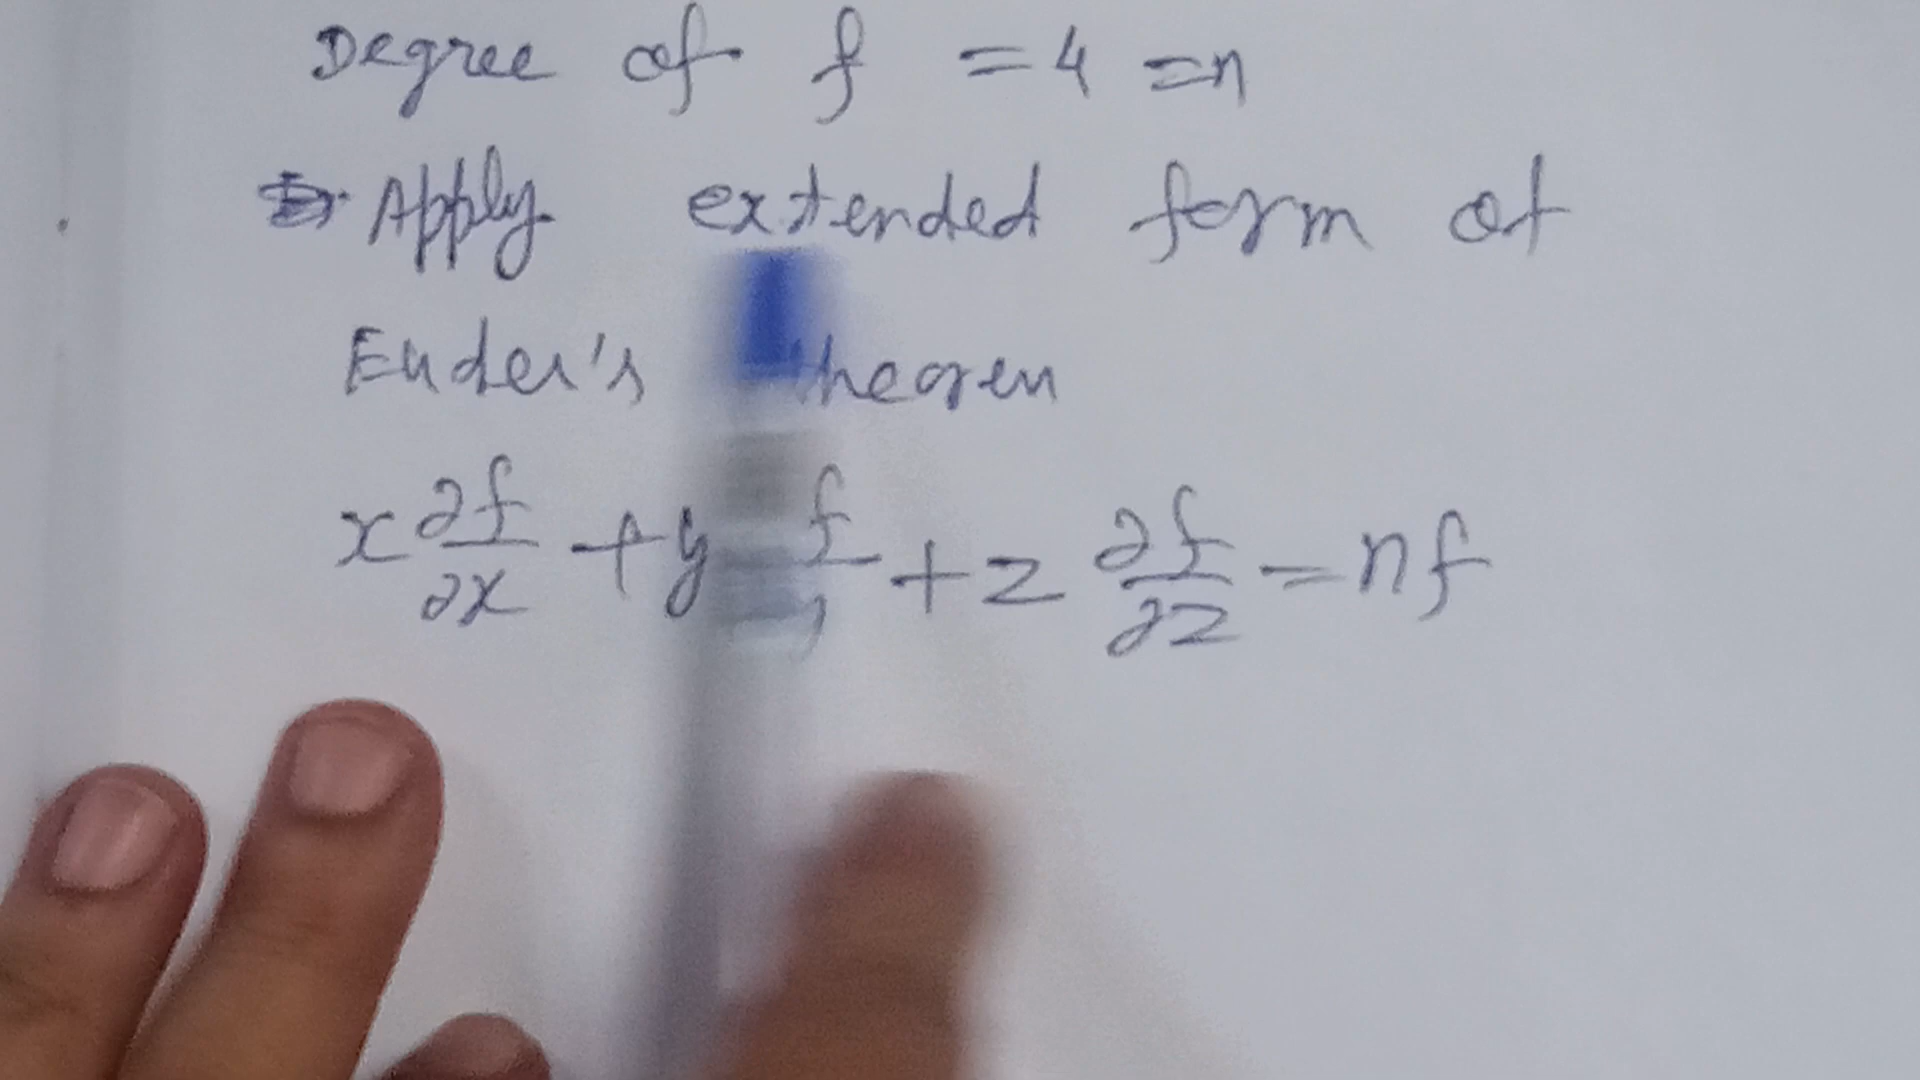 Degree of f = 4 = n
Apply extended form of
Euler's theorem
x ∂f/∂x + y f/y + z ∂f/∂z = nf